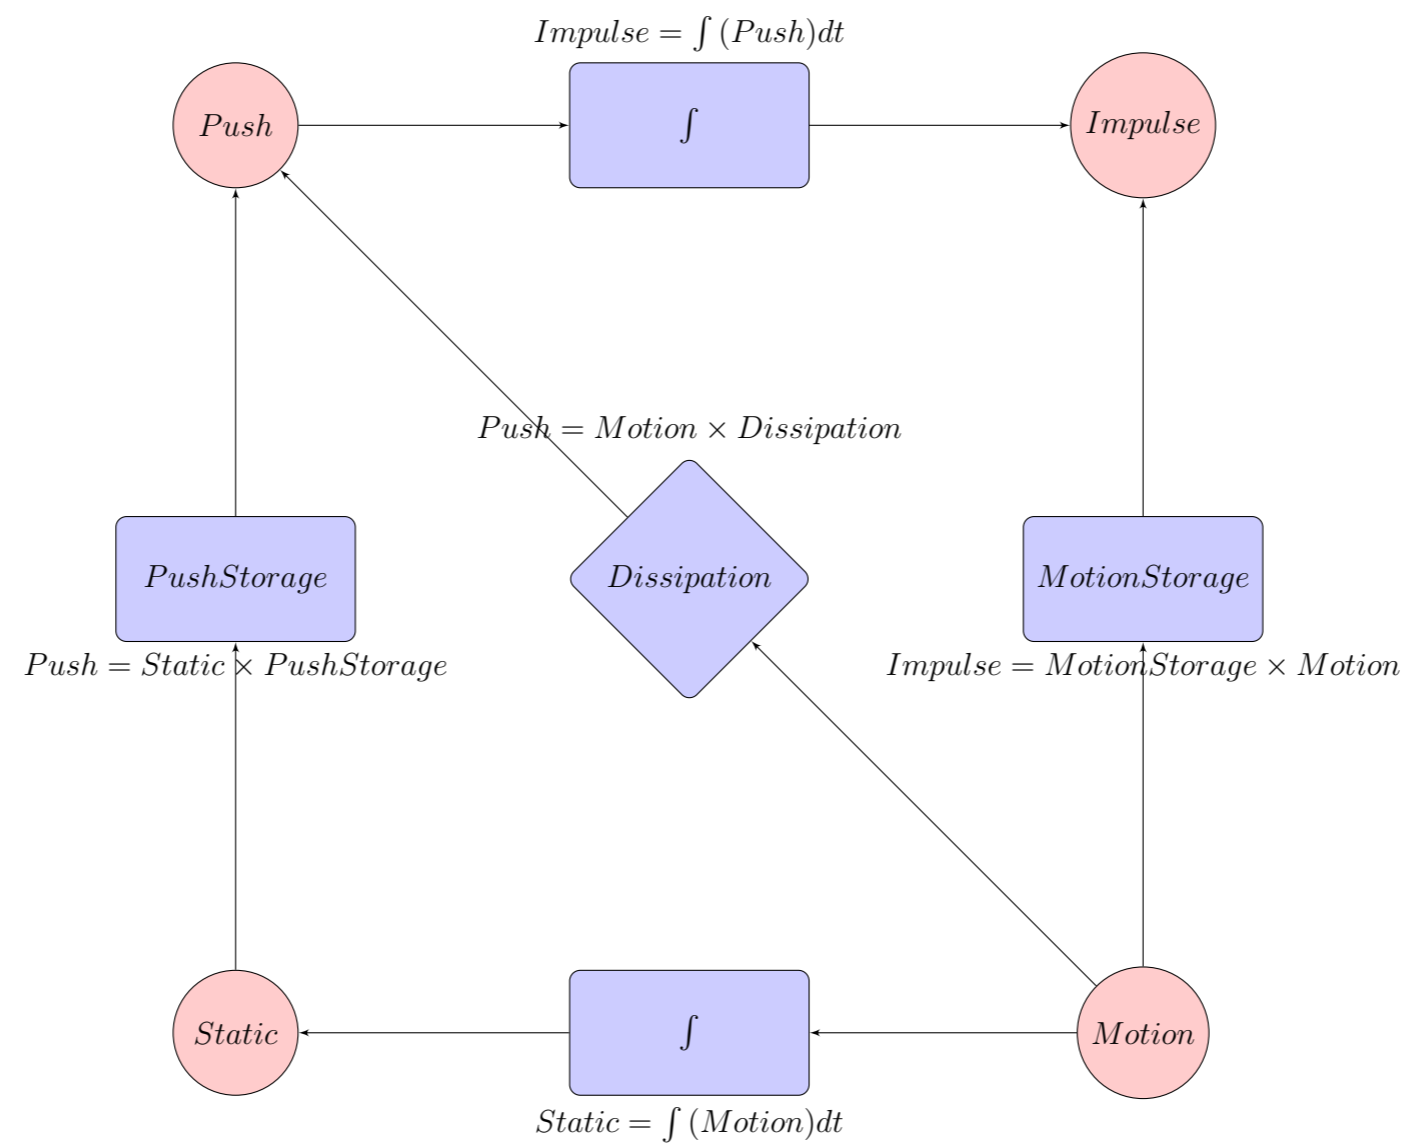 Impulse = ∫ (Push)dt
Push
∫
Impulse
Push = Motion × Dissipation
PushStorage
Dissipation
MotionStorage
Push = Static × PushStorage
Impulse = MotionStorage × Motion
Static
∫
Motion
Static = ∫ (Motion)dt